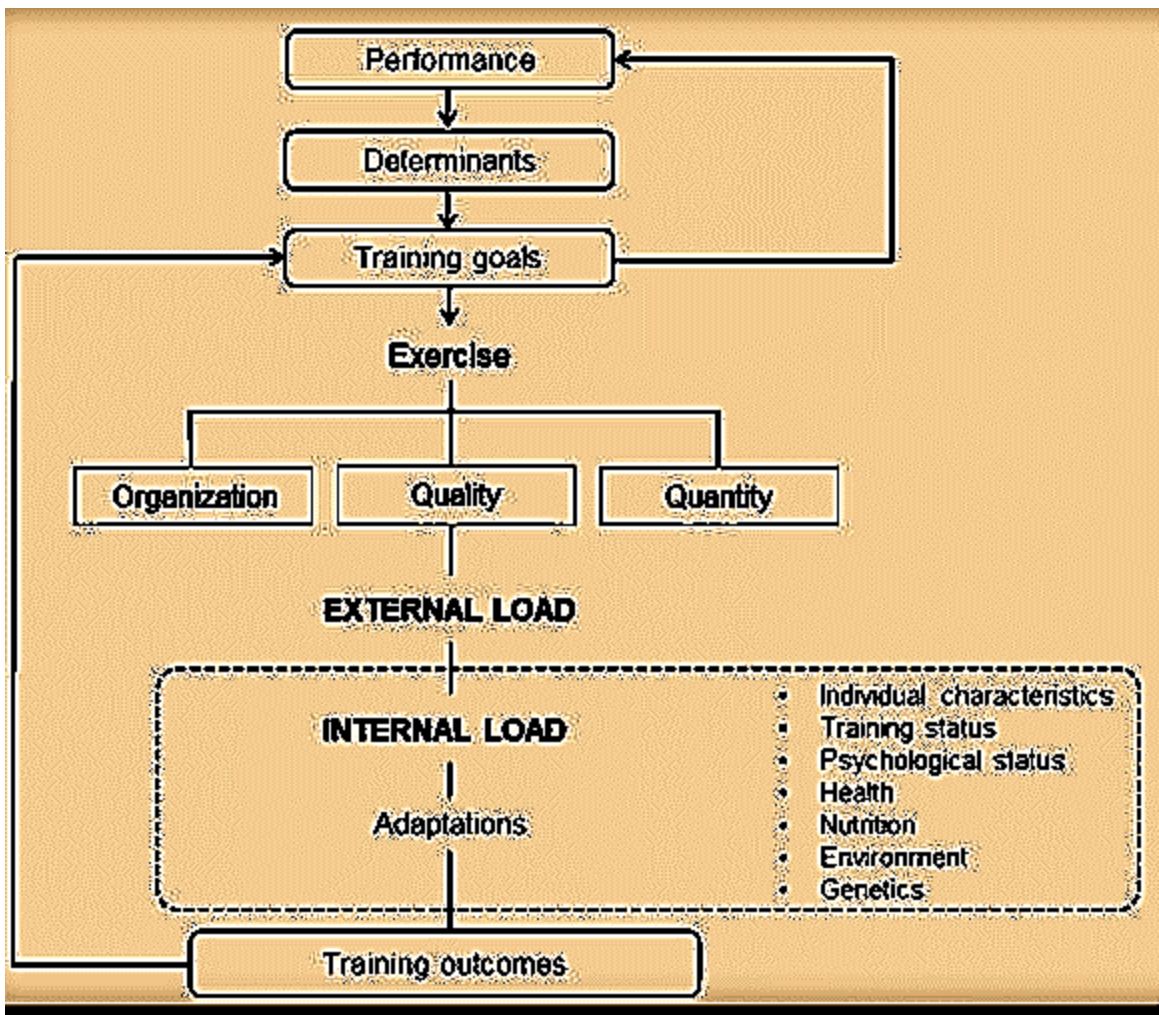 Performance
Determinants
Training goals
Exercise
Organization
Quality
Quantity
EXTERNAL LOAD
INTERNAL LOAD
Adaptations
• Individual characteristics
• Training status
• Psychological status
• Health
• Nutrition
• Environment
• Genetics
Training outcomes